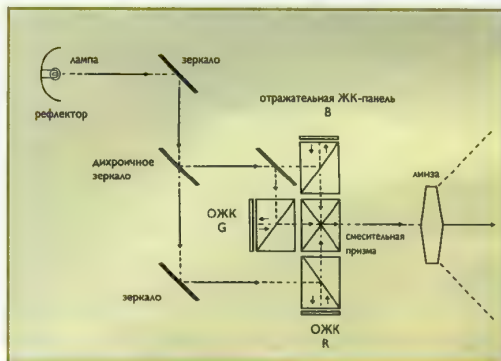 лампа
зеркало
рефлектор
отражательная ЖК-панель
В
дихроичное
зеркало
линза
ОЖК
G
смесительная
призма
зеркало
ОЖК
R